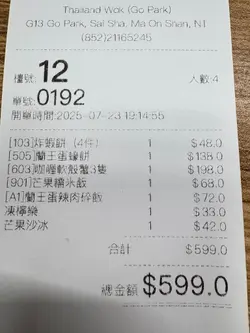 Thailand Wok (Go Park)
G13 Go Park, Sai Sha, Ma On Shan, NT
(852)21165245
檯號: 12 人數:4
單號: 0192
開單時間:2025-07-23 19:14:55
[103]炸蝦餅 (4件) 1 $48.0
[505]蘭王蛋蠔餅 1 $138.0
[603]咖喱軟殼蟹3隻 1 $198.0
[901]芒果糯米飯 1 $68.0
[A1]蘭王蛋辣肉碎飯 1 $72.0
凍檸樂 1 $33.0
芒果沙冰 1 $42.0
合計 $599.0
總金額 $599.0